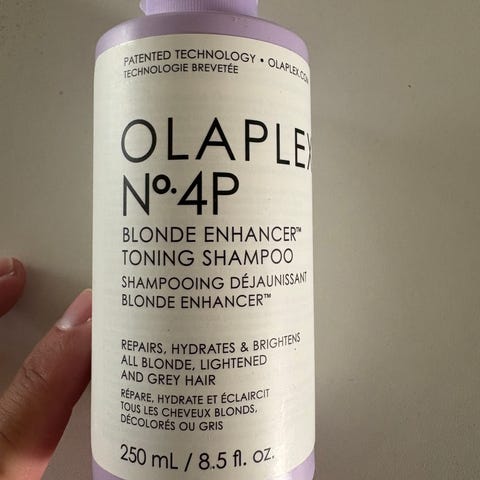 PATENTED TECHNOLOGY • OLAPLEX.COM
TECHNOLOGIE BREVETÉE
OLAPLEX
Nº.4P
BLONDE ENHANCER™
TONING SHAMPOO
SHAMPOOING DÉJAUNISSANT
BLONDE ENHANCER™
REPAIRS, HYDRATES & BRIGHTENS
ALL BLONDE, LIGHTENED
AND GREY HAIR
RÉPARE, HYDRATE ET ÉCLAIRCIT
TOUS LES CHEVEUX BLONDS,
DÉCOLORÉS OU GRIS
250 mL / 8.5 fl. oz.